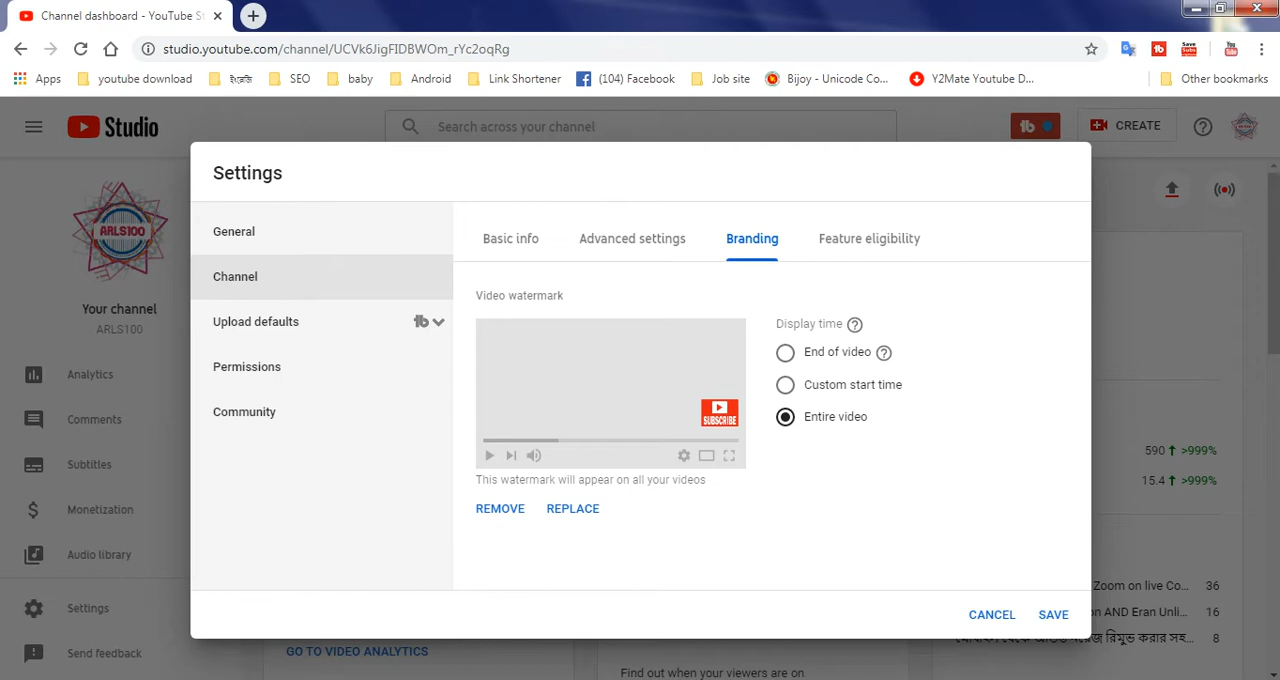 Channel dashboard - YouTube St
studio.youtube.com/channel/UCVk6JigFIDBWOm_rYc2oqRg
Apps
youtube download
ইংরেজি
SEO
baby
Android
Link Shortener
(104) Facebook
Job site
Bijoy - Unicode Co...
Y2Mate Youtube D...
Other bookmarks
Studio
Search across your channel
CREATE
Settings
ARLS100
Your channel
ARLS100
Analytics
Comments
Subtitles
Monetization
Audio library
Settings
Send feedback
General
Channel
Upload defaults
Permissions
Community
Basic info
Advanced settings
Branding
Feature eligibility
Video watermark
SUBSCRIBE
This watermark will appear on all your videos
REMOVE
REPLACE
Display time
End of video
Custom start time
Entire video
CANCEL
SAVE
590 >999%
15.4 >999%
Zoom on live Co... 36
on AND Eran Unli... 16
রিমুভ করার সহ... 8
GO TO VIDEO ANALYTICS
Find out when your viewers are on